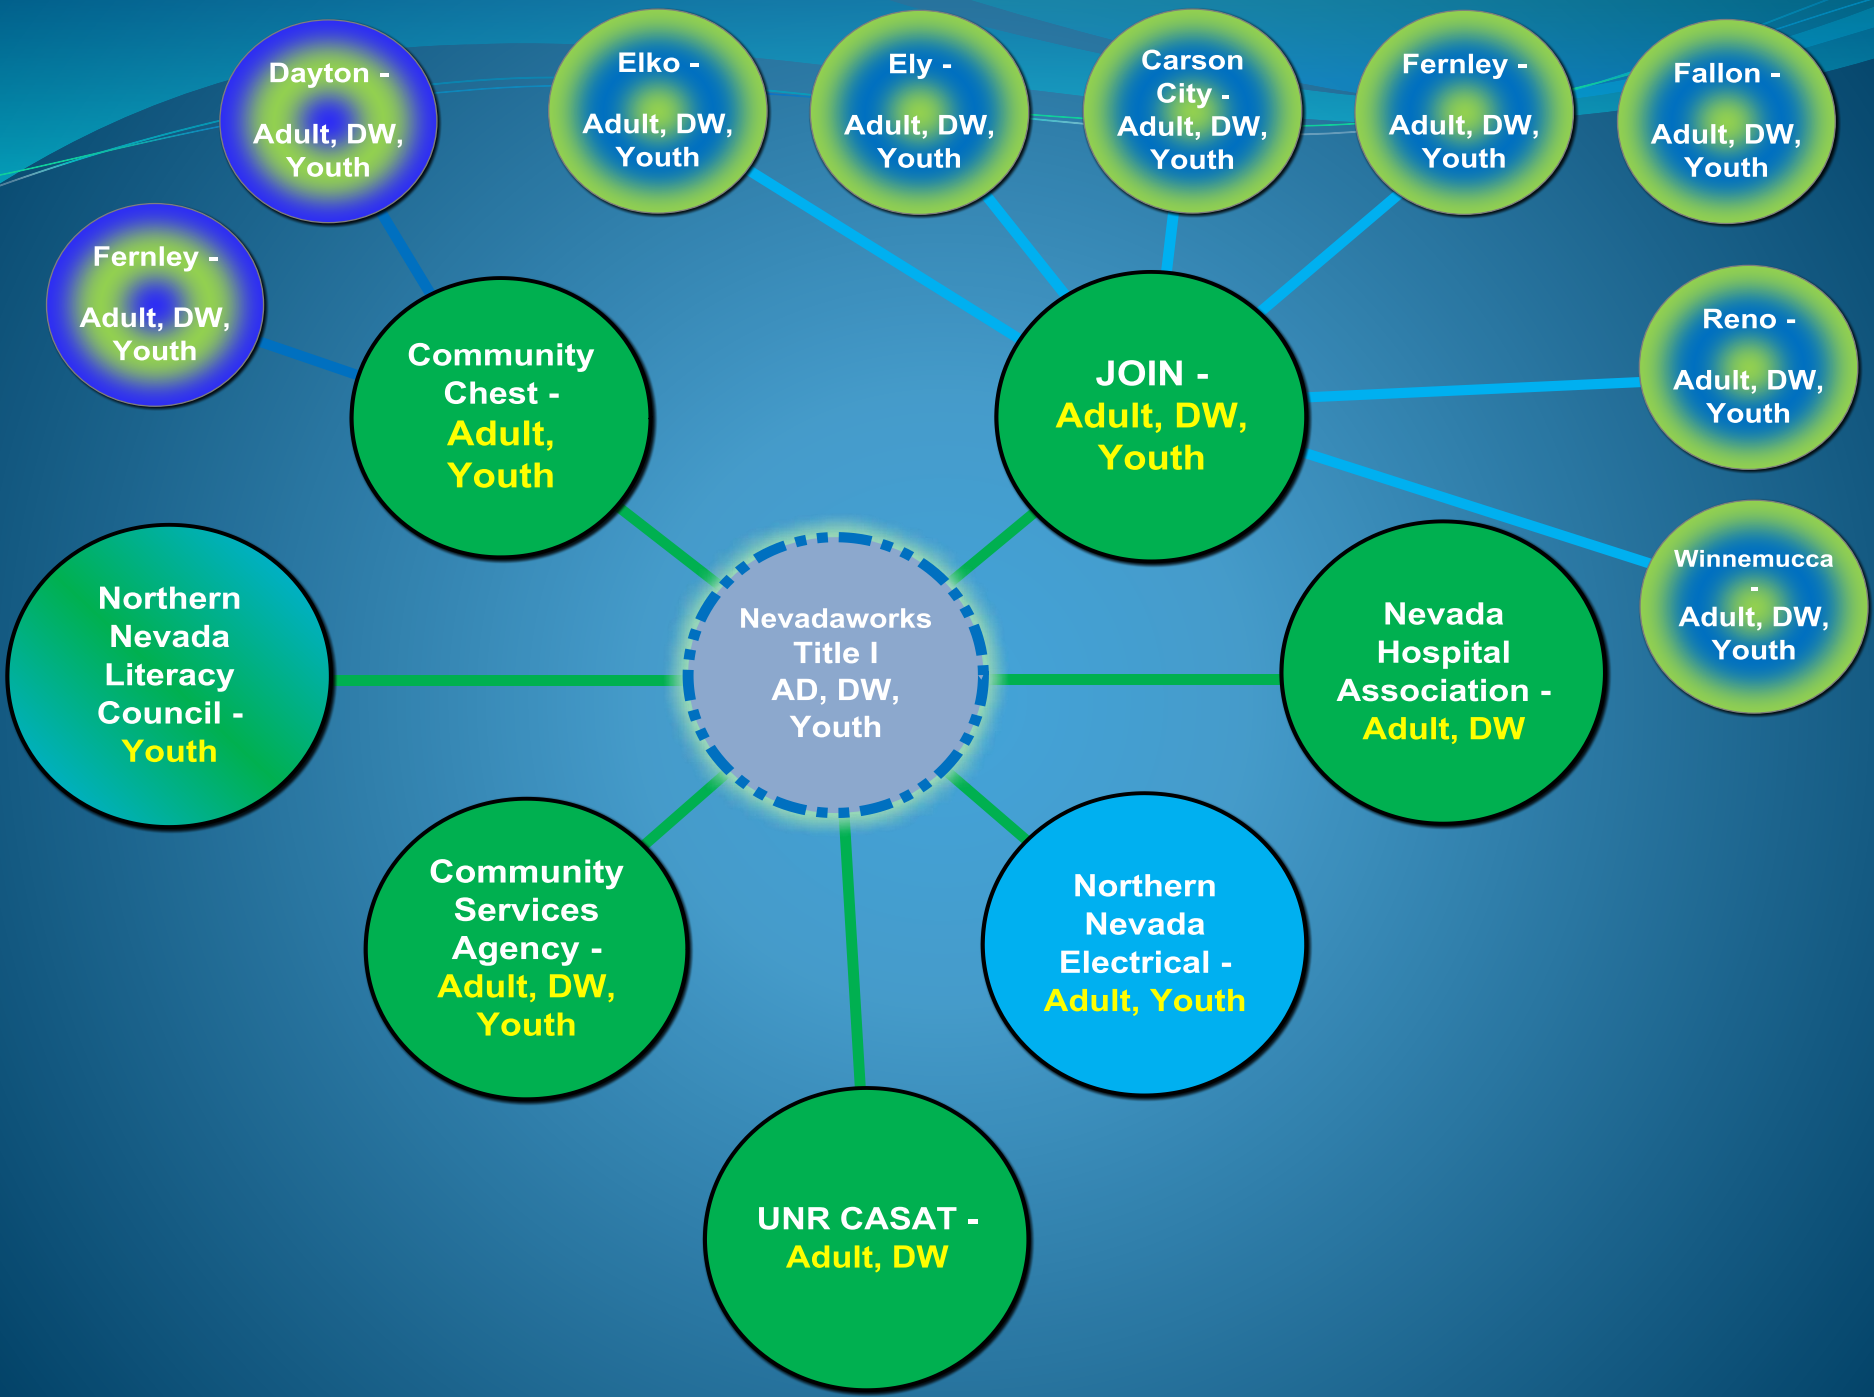 Dayton -
Adult, DW,
Youth
Elko -
Adult, DW,
Youth
Ely -
Adult, DW,
Youth
Carson
City -
Adult, DW,
Youth
Fernley -
Adult, DW,
Youth
Fallon -
Adult, DW,
Youth
Fernley -
Adult, DW,
Youth
Community
Chest -
Adult,
Youth
JOIN -
Adult, DW,
Youth
Reno -
Adult, DW,
Youth
Winnemucca
-
Adult, DW,
Youth
Northern
Nevada
Literacy
Council -
Youth
Nevadaworks
Title I
AD, DW,
Youth
Nevada
Hospital
Association -
Adult, DW
Community
Services
Agency -
Adult, DW,
Youth
Northern
Nevada
Electrical -
Adult, Youth
UNR CASAT -
Adult, DW